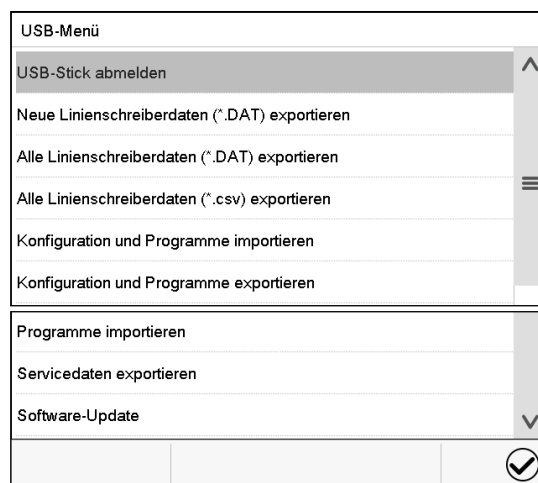 USB-Menü
USB-Stick abmelden
Neue Linienschreiberdaten (*.DAT) exportieren
Alle Linienschreiberdaten (*.DAT) exportieren
Alle Linienschreiberdaten (*.csv) exportieren
Konfiguration und Programme importieren
Konfiguration und Programme exportieren
Programme importieren
Servicedaten exportieren
Software-Update